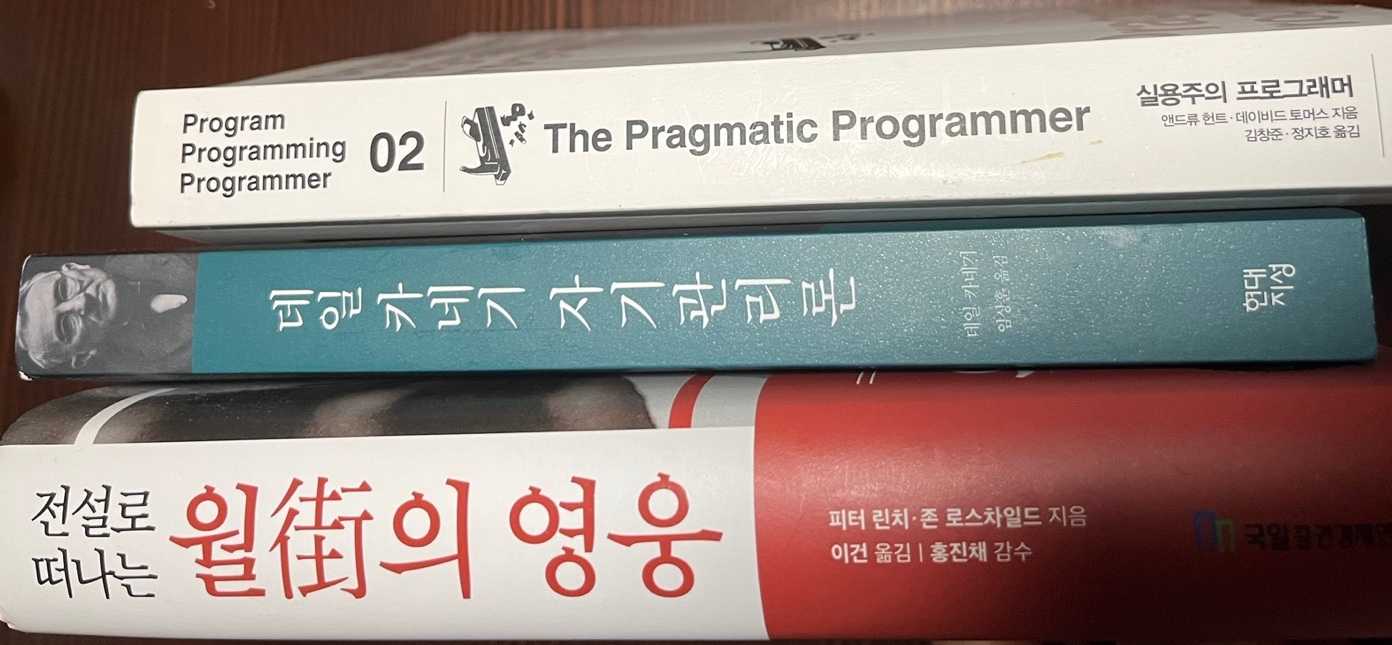 Program
Programming
Programmer
02
The Pragmatic Programmer
실용주의 프로그래머
앤드류 헌트·데이비드 토머스 지음
김창준·정지호 옮김
데일 카네기 자기관리론
데일 카네기
임상훈 옮김
현대
지성
전설로
떠나는
월街의 영웅
피터 린치·존 로스차일드 지음
이건 옮김 | 홍진채 감수
국일증권경제연